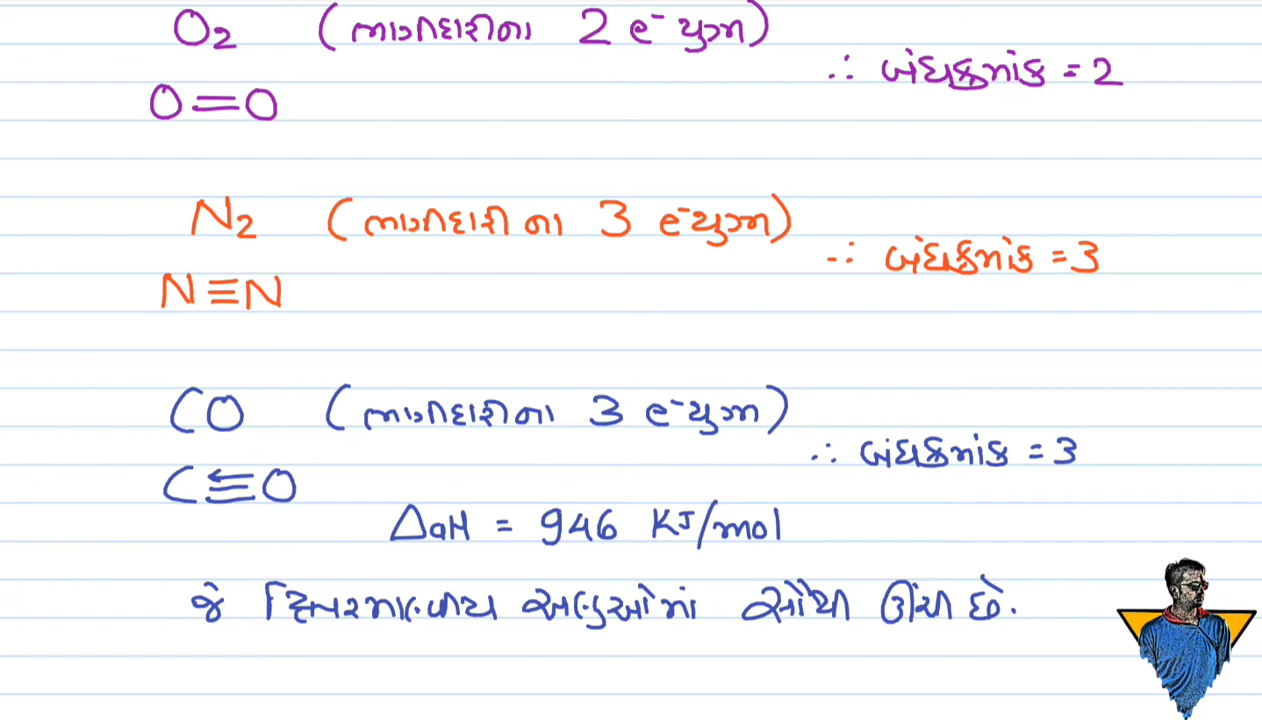 O₂ (ભાગીદારીના 2 e⁻ યુગ્મ)
∴ બંધક્રમાંક = 2
O=O
N₂ (ભાગીદારીના 3 e⁻ યુગ્મ)
∴ બંધક્રમાંક = 3
N≡N
CO (ભાગીદારીના 3 e⁻ યુગ્મ)
∴ બંધક્રમાંક = 3
C≡O
ΔaH = 946 KJ/mol
જે દ્વિપરમાણ્વીય અણુઓમાં સૌથી ઊંચી છે.